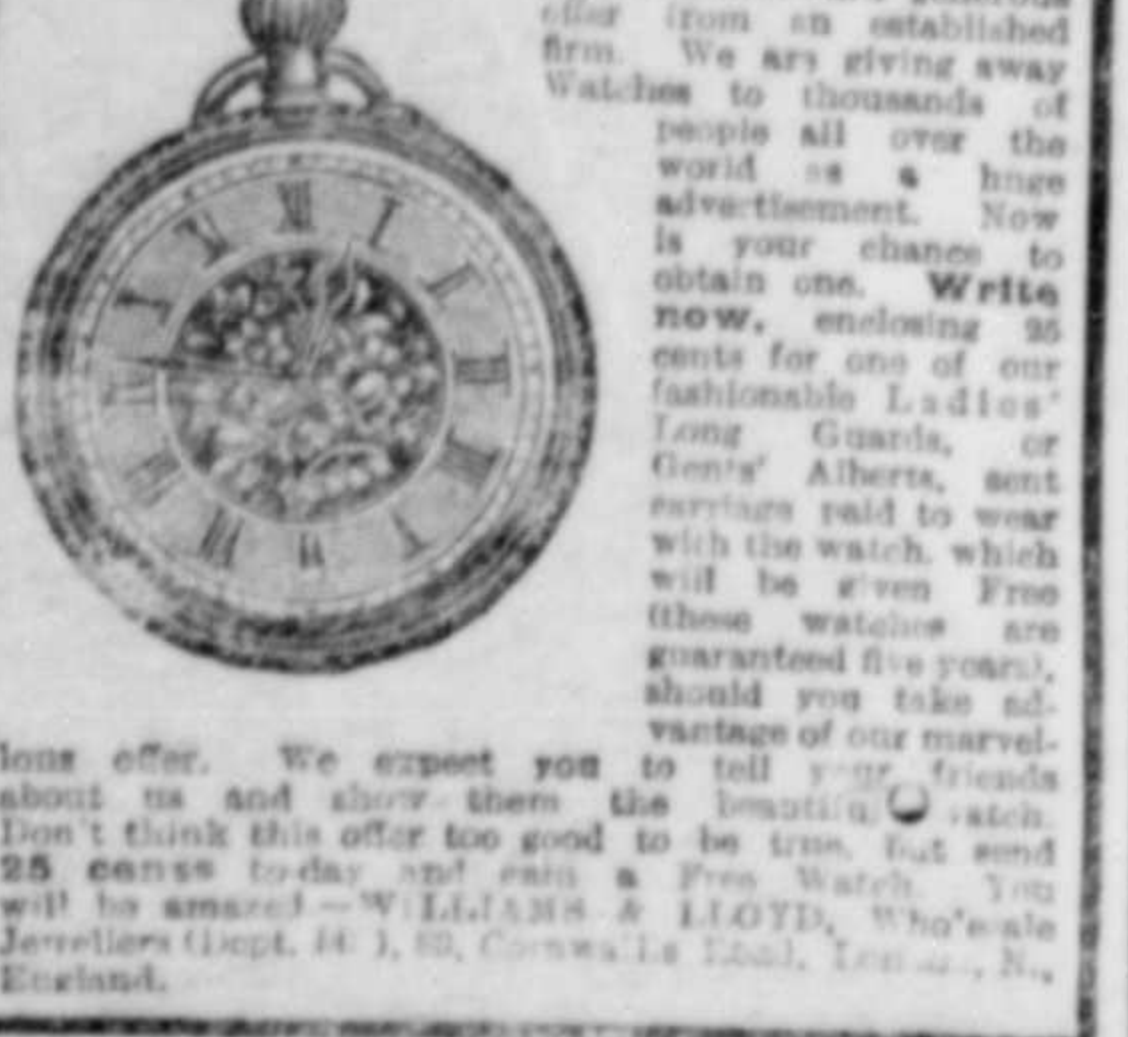 generous
offer from an established
firm. We are giving away
Watches to thousands of
people all over the
world as a huge
advertisement. Now
is your chance to
obtain one. Write
now, enclosing 25
cents for one of our
fashionable Ladies'
Long Guards, or
Gents' Alberts, sent
carriage paid to wear
with the watch, which
will be given Free
(these watches are
guaranteed five years),
should you take ad-
vantage of our marvel-
lous offer. We expect you to tell your friends
about us and show them the beautiful watch.
Don't think this offer too good to be true, but send
25 cents to-day and earn a Free Watch. You
will be amazed.—WILLIAMS & LLOYD, Wholesale
Jewellers (Dept. ), Cornwallis Road, London, N.,
England.